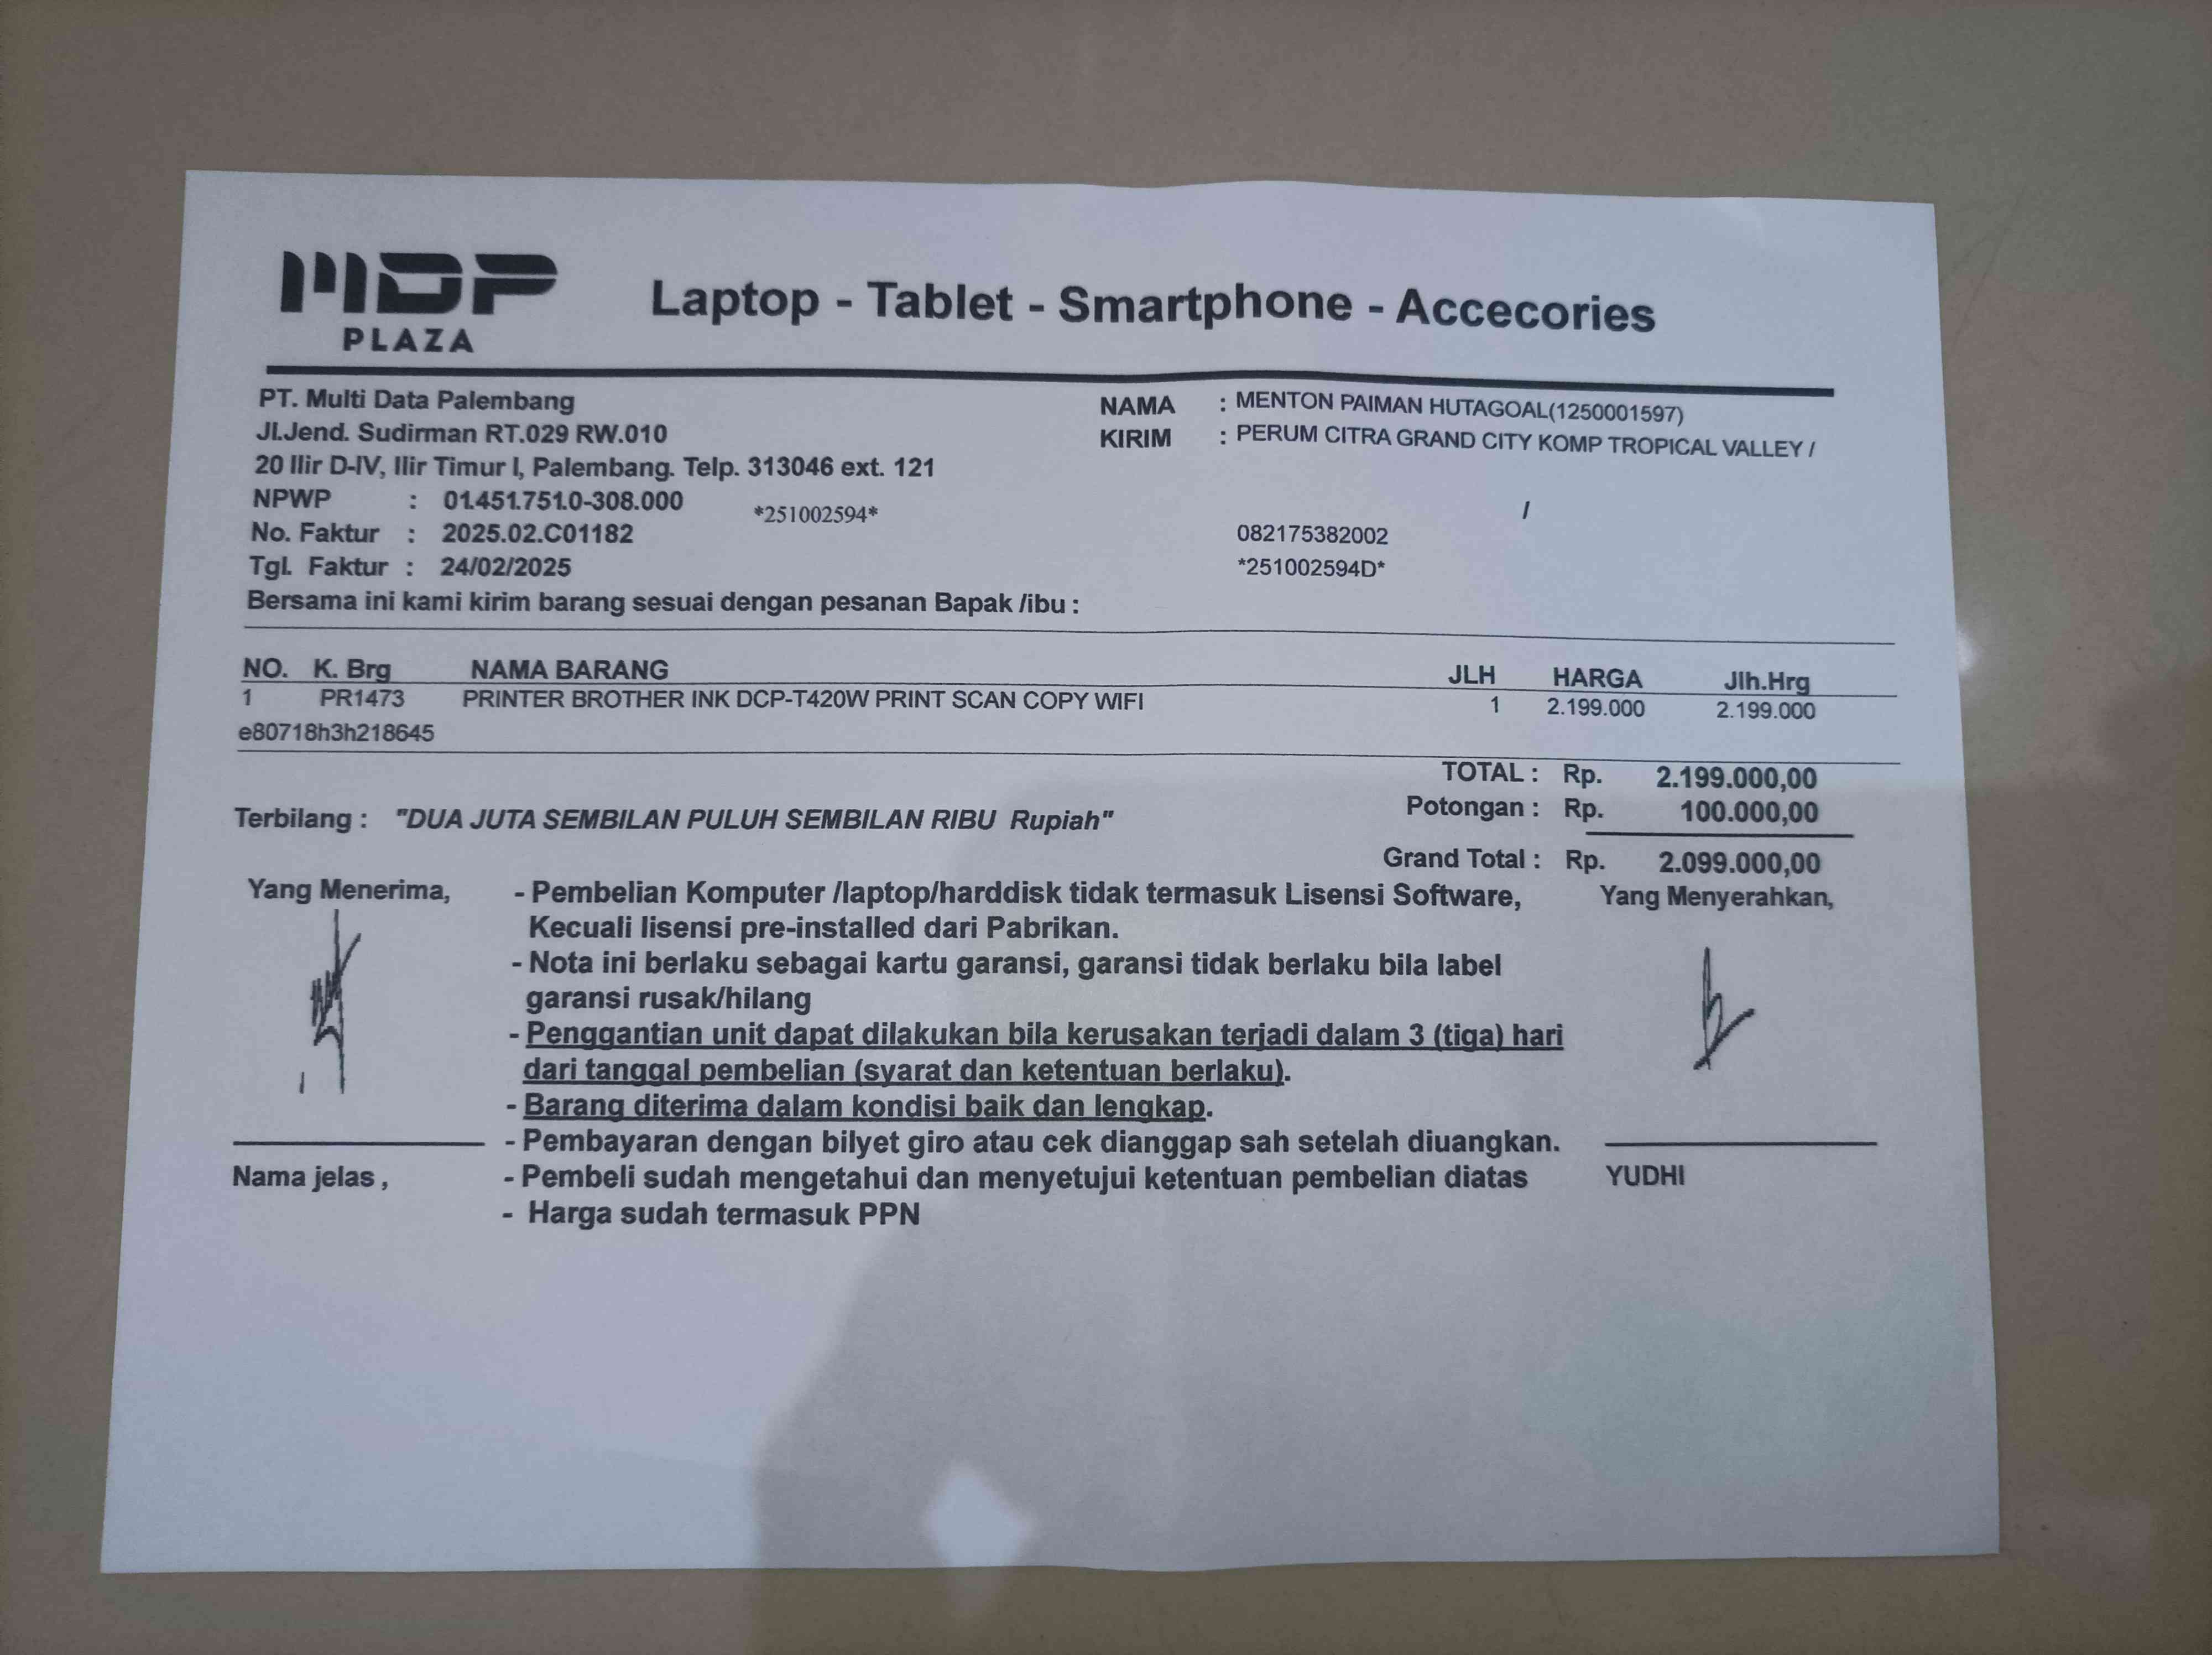 MDP
PLAZA
Laptop - Tablet - Smartphone - Accecories
PT. Multi Data Palembang
Jl.Jend. Sudirman RT.029 RW.010
20 Ilir D-IV, Ilir Timur I, Palembang. Telp. 313046 ext. 121
NPWP : 01.451.751.0-308.000 *251002594*
No. Faktur : 2025.02.C01182
Tgl. Faktur : 24/02/2025
NAMA : MENTON PAIMAN HUTAGOAL(1250001597)
KIRIM : PERUM CITRA GRAND CITY KOMP TROPICAL VALLEY /
/
082175382002
*251002594D*
Bersama ini kami kirim barang sesuai dengan pesanan Bapak /ibu :
NO. K. Brg NAMA BARANG JLH HARGA Jlh.Hrg
1 PR1473 PRINTER BROTHER INK DCP-T420W PRINT SCAN COPY WIFI 1 2.199.000 2.199.000
e80718h3h218645
TOTAL : Rp. 2.199.000,00
Potongan : Rp. 100.000,00
Terbilang : "DUA JUTA SEMBILAN PULUH SEMBILAN RIBU Rupiah"
Grand Total : Rp. 2.099.000,00
Yang Menerima,
- Pembelian Komputer /laptop/harddisk tidak termasuk Lisensi Software,
Kecuali lisensi pre-installed dari Pabrikan.
- Nota ini berlaku sebagai kartu garansi, garansi tidak berlaku bila label
garansi rusak/hilang
- Penggantian unit dapat dilakukan bila kerusakan terjadi dalam 3 (tiga) hari
dari tanggal pembelian (syarat dan ketentuan berlaku).
- Barang diterima dalam kondisi baik dan lengkap.
- Pembayaran dengan bilyet giro atau cek dianggap sah setelah diuangkan.
- Pembeli sudah mengetahui dan menyetujui ketentuan pembelian diatas
- Harga sudah termasuk PPN
Nama jelas ,
Yang Menyerahkan,
YUDHI